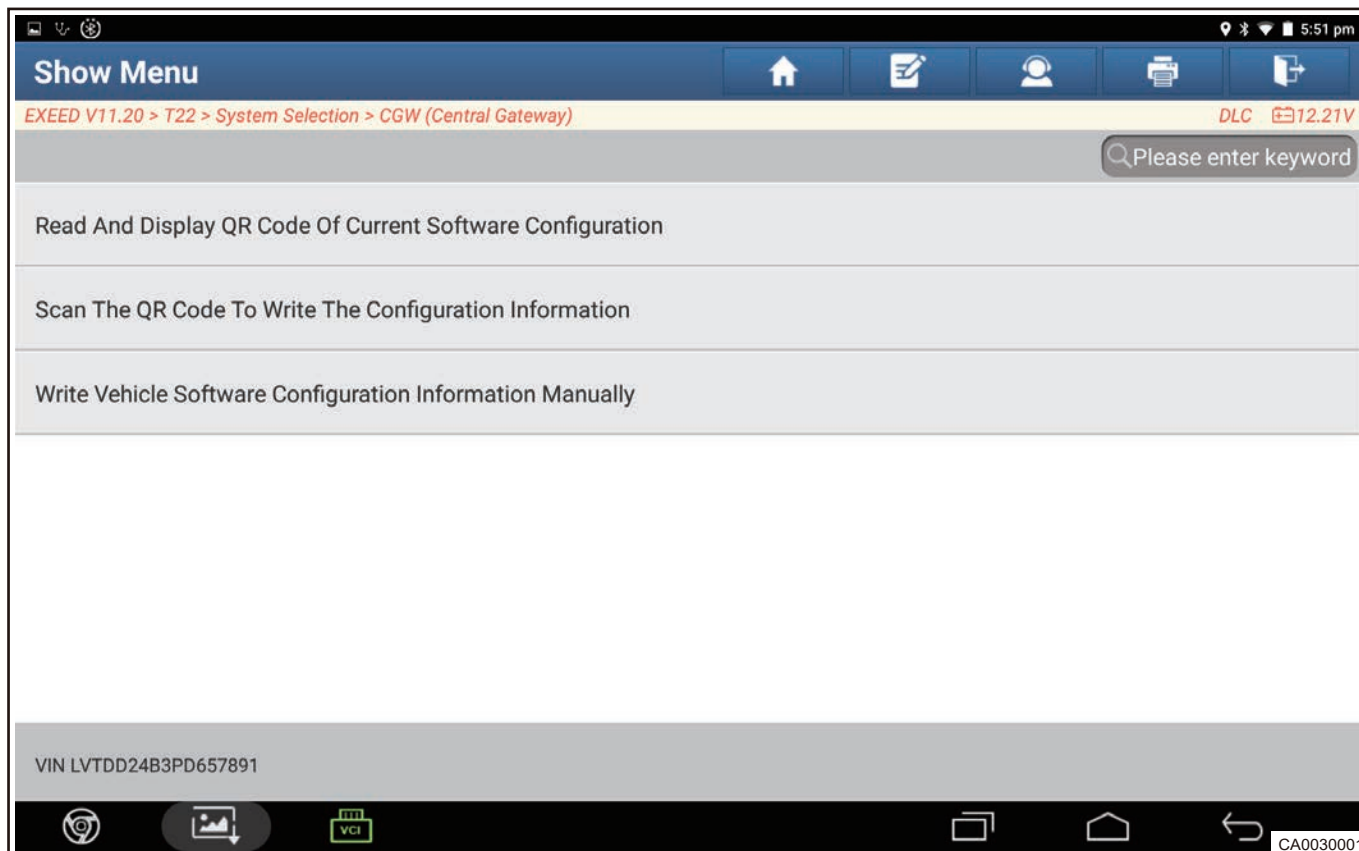 5:51 pm
Show Menu
EXEED V11.20 > T22 > System Selection > CGW (Central Gateway)
DLC 12.21V
Please enter keyword
Read And Display QR Code Of Current Software Configuration
Scan The QR Code To Write The Configuration Information
Write Vehicle Software Configuration Information Manually
VIN LVTDD24B3PD657891
VCI
CA003000